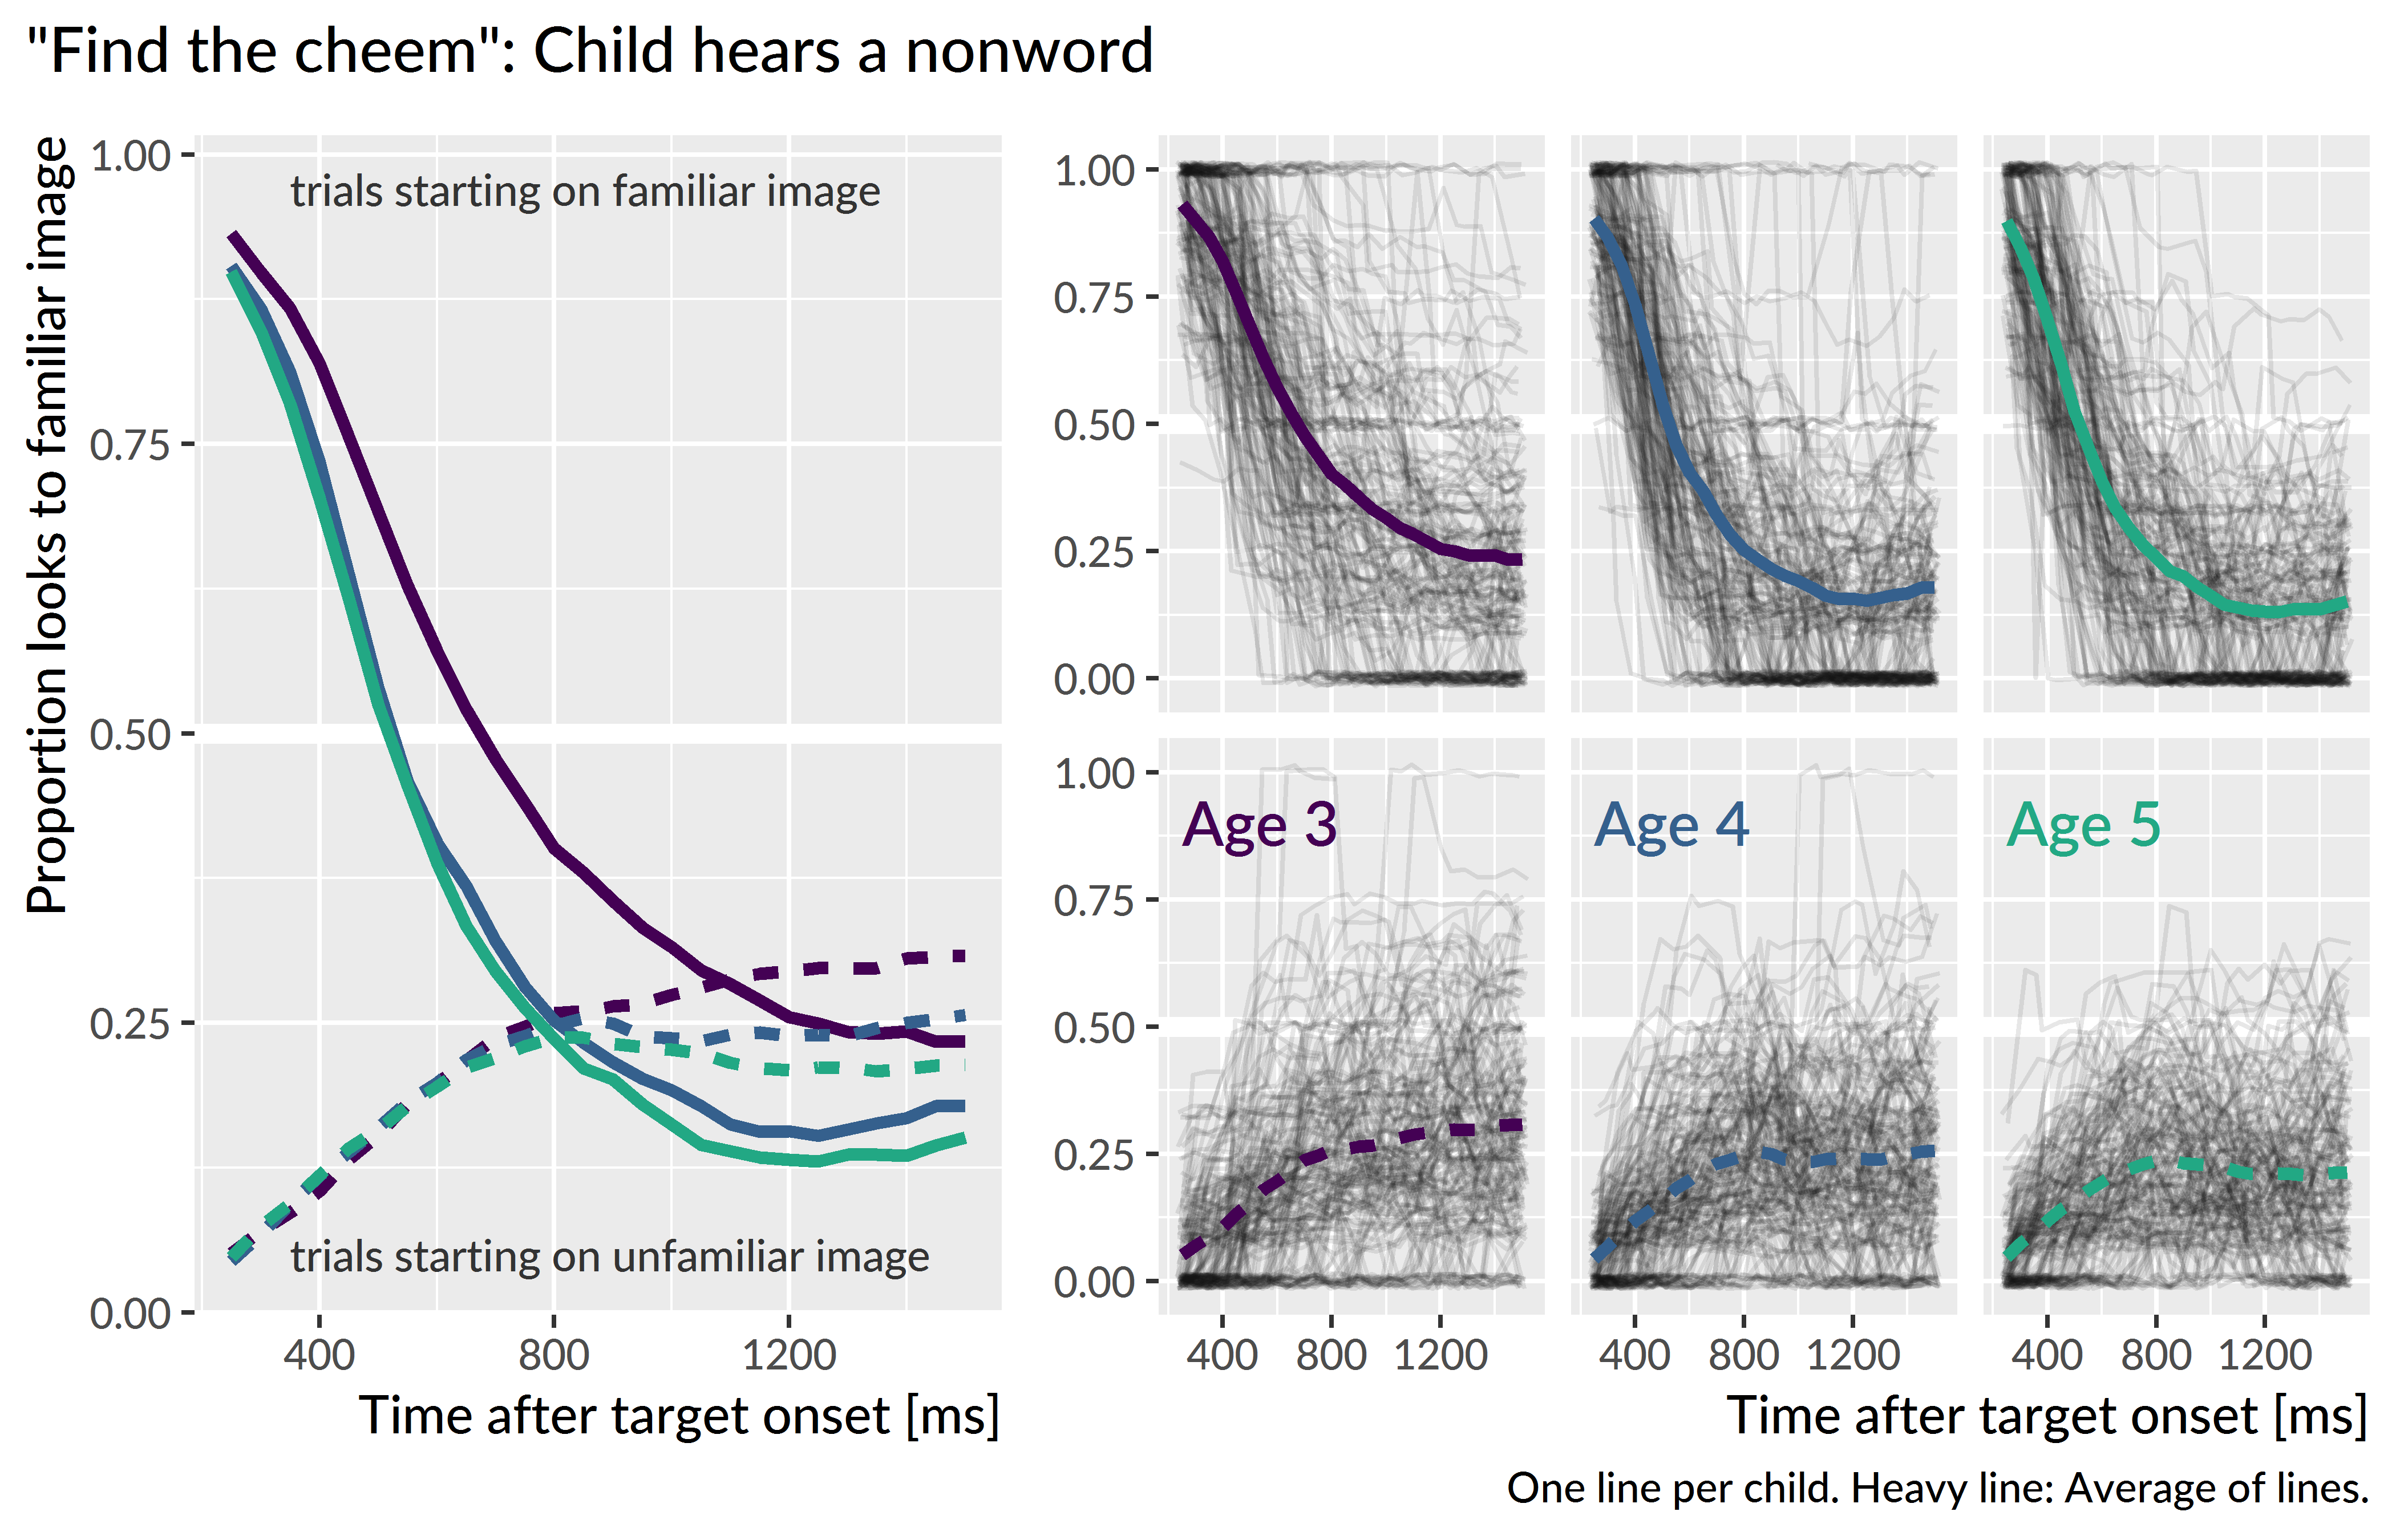 "Find the cheem": Child hears a nonword
Proportion looks to familiar image
1.00
0.75
0.50
0.25
0.00
trials starting on familiar image
trials starting on unfamiliar image
400 800 1200
Time after target onset [ms]
1.00
0.75
0.50
0.25
0.00
1.00
0.75
0.50
0.25
0.00
Age 3 Age 4 Age 5
400 800 1200 400 800 1200 400 800 1200
Time after target onset [ms]
One line per child. Heavy line: Average of lines.